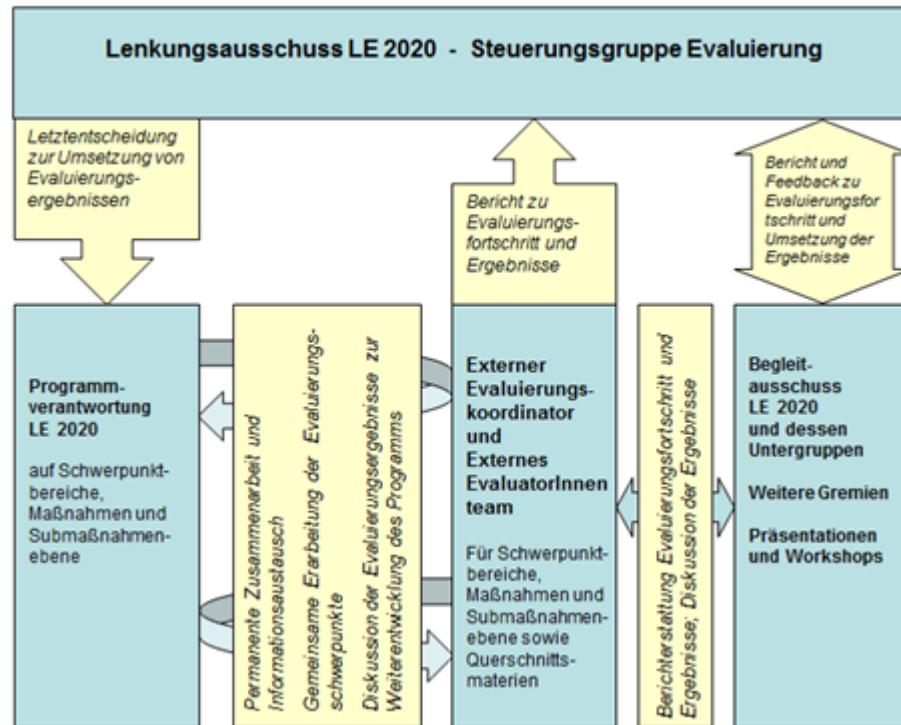 Lenkungsausschuss LE 2020 - Steuerungsgruppe Evaluierung
Letztentscheidung
zur Umsetzung von
Evaluierungs-
ergebnissen
Bericht zu
Evaluierungs-
fortschritt und
Ergebnisse
Bericht und
Feedback zu
Evaluierungsfor
tschritt und
Umsetzung der
Ergebnisse
Programm-
verantwortung
LE 2020
auf Schwerpunkt-
bereiche,
Maßnahmen und
Submaßnahmen-
ebene
Permanente Zusammenarbeit und
Informationsaustausch
Gemeinsame Erarbeitung der Evaluierungs-
schwerpunkte
Diskussion der Evaluierungsergebnisse zur
Weiterentwicklung des Programms
Externer
Evaluierungs-
koordinator
und
Externes
EvaluatorInnen
team
Für Schwerpunkt-
bereiche,
Maßnahmen und
Submaßnahmen-
ebene sowie
Querschnitts-
materien
Berichterstattung Evaluierungsfortschritt und
Ergebnisse; Diskussion der Ergebnisse
Begleit-
ausschuss
LE 2020
und dessen
Untergruppen
Weitere Gremien
Präsentationen
und Workshops